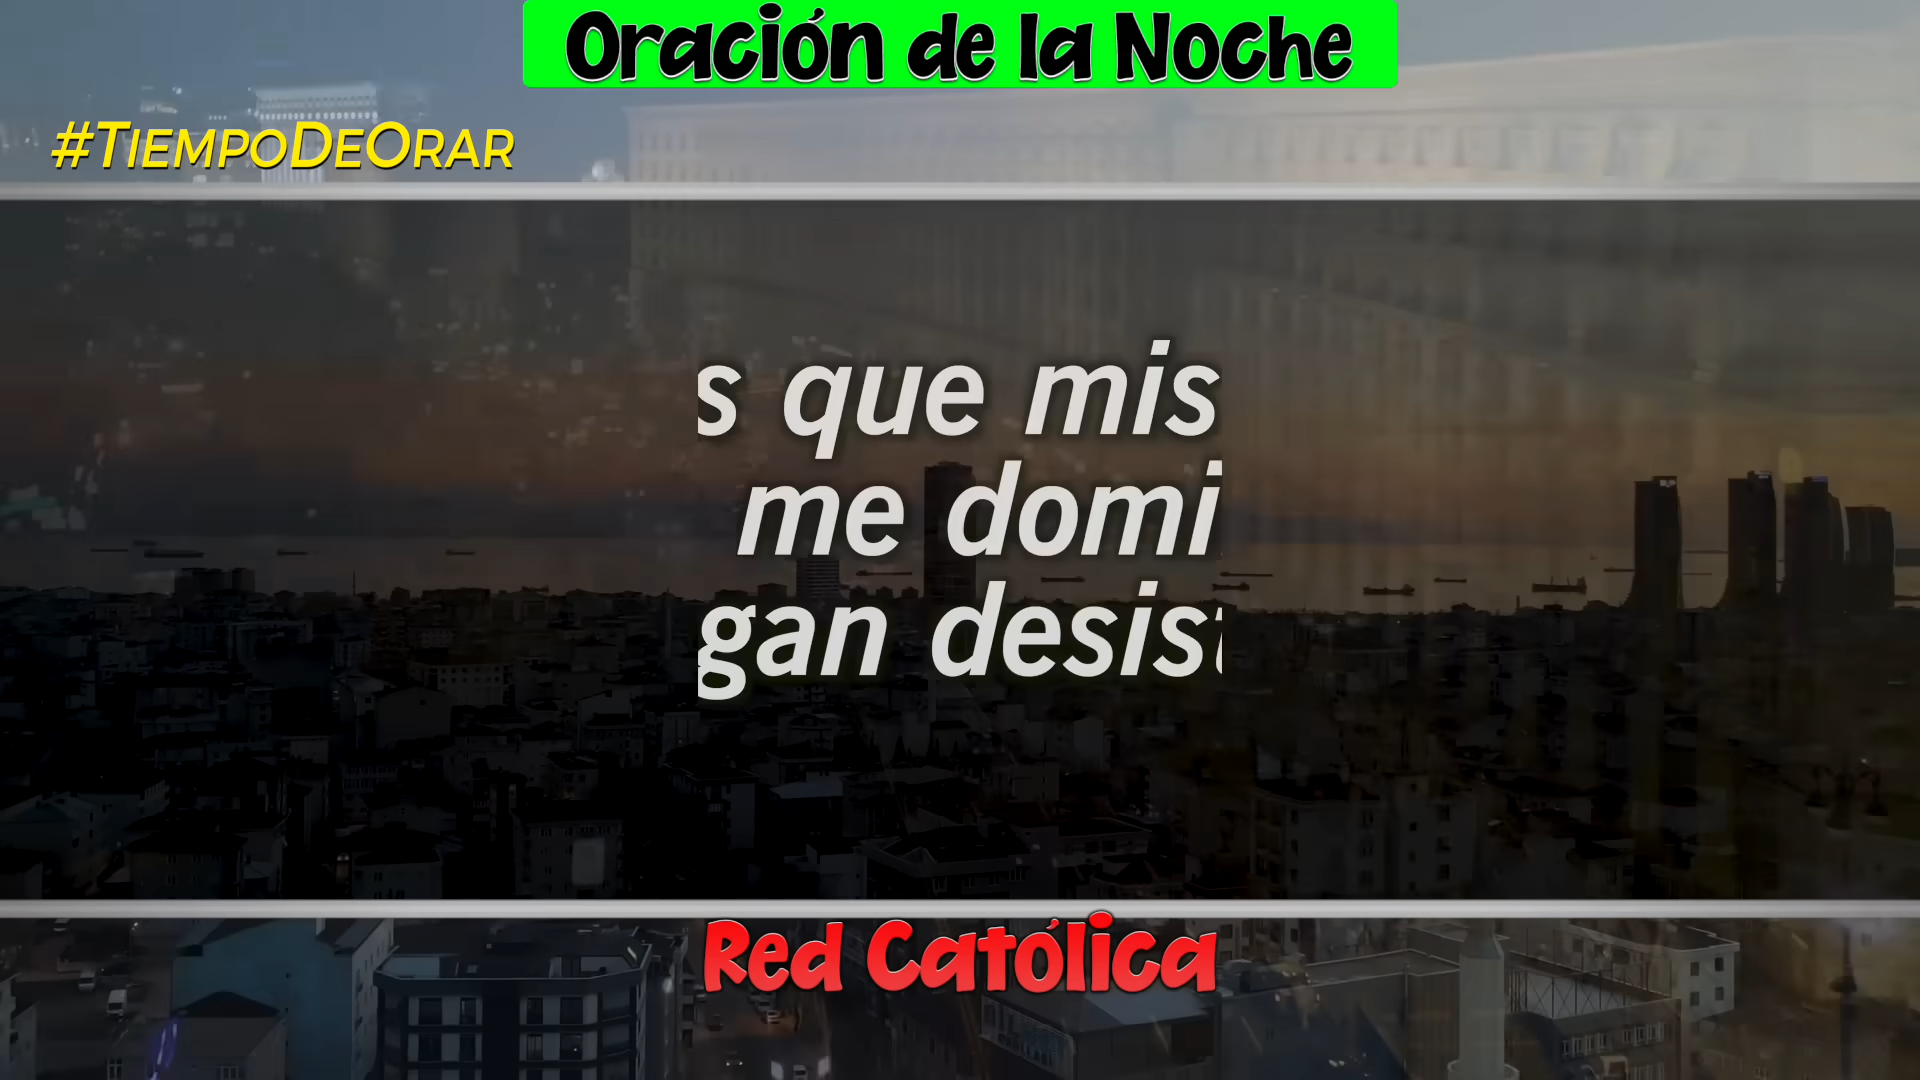 Oración de la Noche
#TiempoDeOrar
s que mis
me domi
gan desis
Red Católica